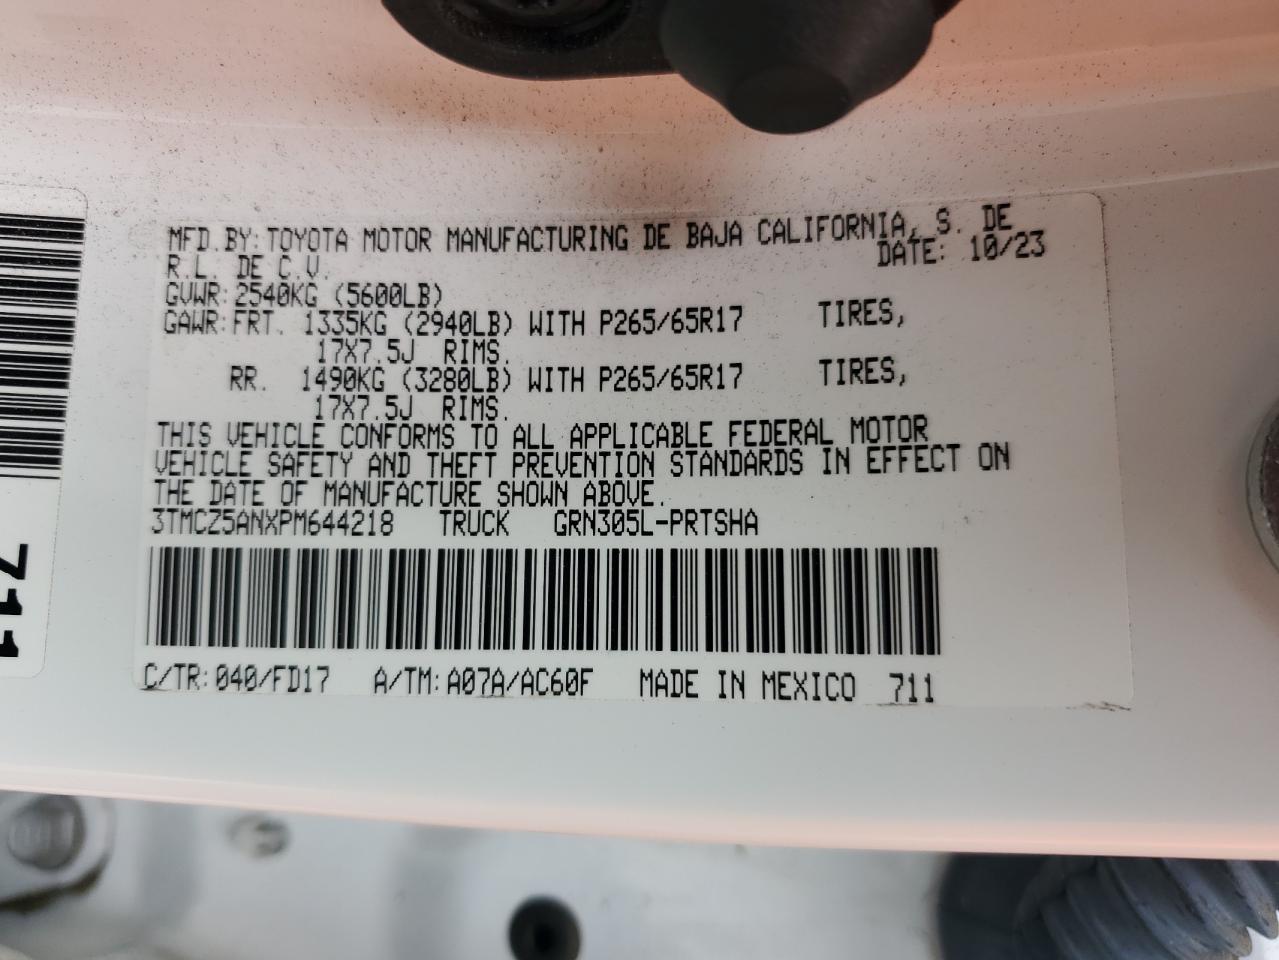 MFD.BY:TOYOTA MOTOR MANUFACTURING DE BAJA CALIFORNIA, S. DE
R.L. DE C.V. DATE: 10/23
GVWR:2540KG (5600LB)
GAWR:FRT. 1335KG (2940LB) WITH P265/65R17 TIRES,
17X7.5J RIMS.
RR. 1490KG (3280LB) WITH P265/65R17 TIRES,
17X7.5J RIMS.
THIS VEHICLE CONFORMS TO ALL APPLICABLE FEDERAL MOTOR
VEHICLE SAFETY AND THEFT PREVENTION STANDARDS IN EFFECT ON
THE DATE OF MANUFACTURE SHOWN ABOVE.
3TMCZ5ANXPM644218 TRUCK GRN305L-PRTSHA
C/TR:040/FD17 A/TM:A07A/AC60F MADE IN MEXICO 711
711